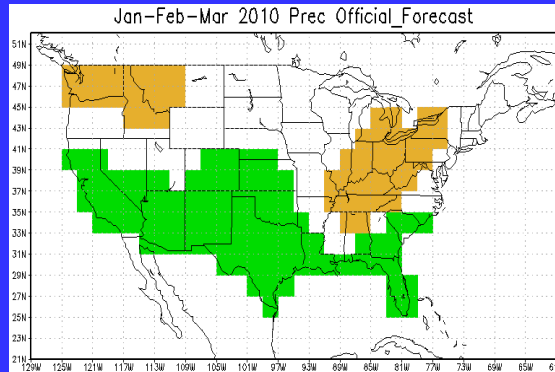 Jan-Feb-Mar 2010 Prec Official_Forecast
51N
49N
47N
45N
43N
41N
39N
37N
35N
33N
31N
29N
27N
25N
23N
21N
129W 125W 121W 117W 113W 109W 105W 101W 97W 93W 89W 85W 81W 77W 73W 69W 65W